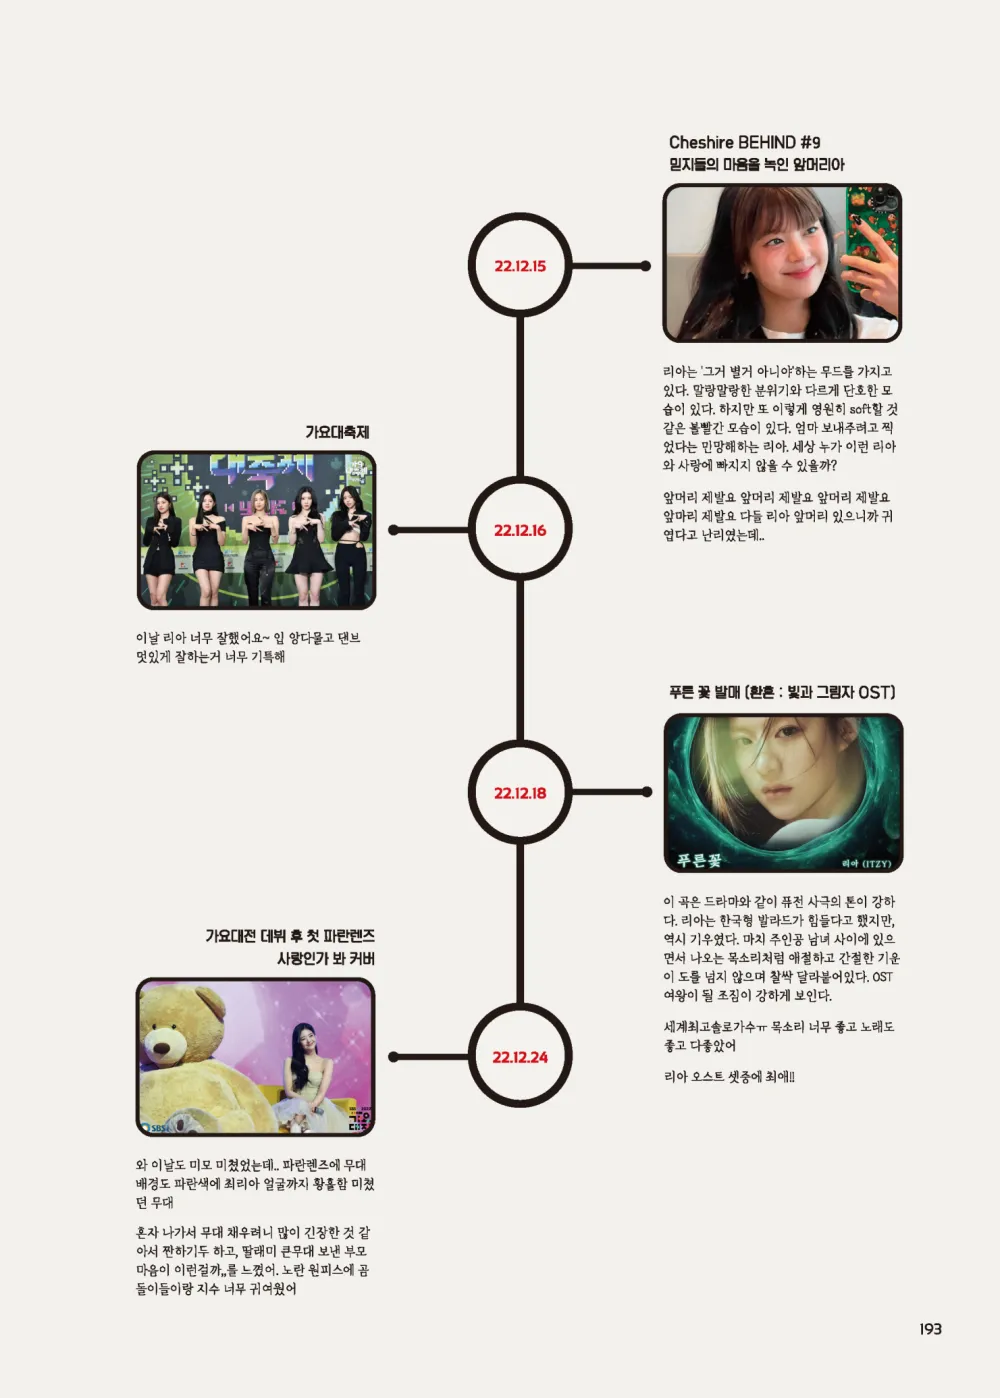 Cheshire BEHIND #9
믿지들의 마음을 녹인 앞머리아
22.12.15
리아는 '그거 별거 아니야'하는 무드를 가지고
있다. 말랑말랑한 분위기와 다르게 단호한 모
습이 있다. 하지만 또 이렇게 영원히 soft할 것
같은 볼빨간 모습이 있다. 엄마 보내주려고 찍
었다는 민망해하는 리아. 세상 누가 이런 리아
와 사랑에 빠지지 않을 수 있을까?
앞머리 제발요 앞머리 제발요 앞머리 제발요
앞마리 제발요 다들 리아 앞머리 있으니까 귀
엽다고 난리였는데..
가요대축제
대축제
22.12.16
이날 리아 너무 잘했어요~ 입 앙다물고 댄브
멋있게 잘하는거 너무 기특해
푸른 꽃 발매 (환혼 : 빛과 그림자 OST)
22.12.18
푸른꽃
리아 (ITZY)
이 곡은 드라마와 같이 퓨전 사극의 톤이 강하
다. 리아는 한국형 발라드가 힘들다고 했지만,
역시 기우였다. 마치 주인공 남녀 사이에 있으
면서 나오는 목소리처럼 애절하고 간절한 기운
이 도를 넘지 않으며 찰싹 달라붙어있다. OST
여왕이 될 조짐이 강하게 보인다.
세계최고솔로가수ㅠ 목소리 너무 좋고 노래도
좋고 다좋았어
리아 오스트 셋중에 최애!!
가요대전 데뷔 후 첫 파란렌즈
사랑인가 봐 커버
22.12.24
SBS
와 이날도 미모 미쳤었는데.. 파란렌즈에 무대
배경도 파란색에 최리아 얼굴까지 황홀함 미쳤
던 무대
혼자 나가서 무대 채우려니 많이 긴장한 것 같
아서 짠하기두 하고, 딸래미 큰무대 보낸 부모
마음이 이런걸까,,를 느꼈어. 노란 원피스에 곰
돌이들이랑 지수 너무 귀여웠어
193